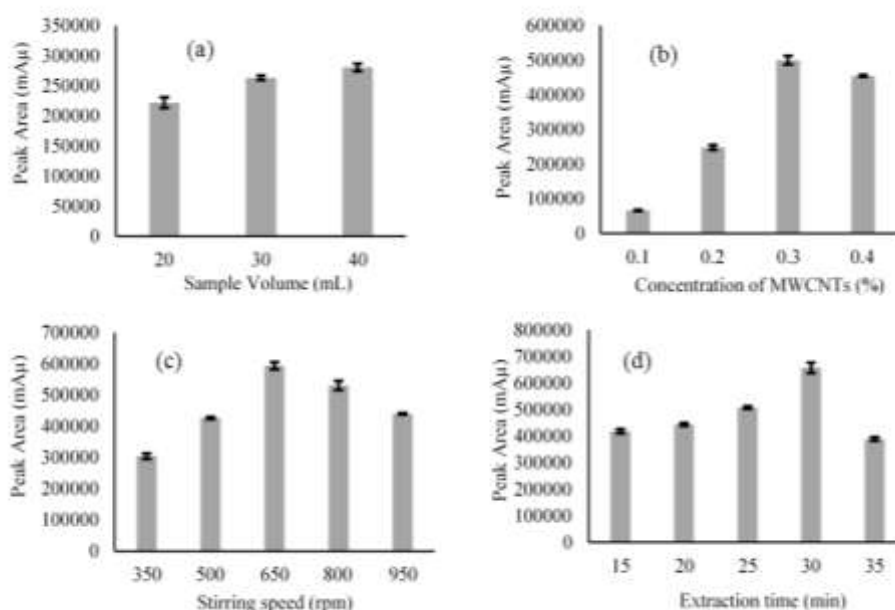 (a)
Peak Area (mAµ)
350000
300000
250000
200000
150000
100000
50000
0
20 30 40
Sample Volume (mL)
(b)
Peak Area (mAµ)
600000
500000
400000
300000
200000
100000
0
0.1 0.2 0.3 0.4
Concentration of MWCNTs (%)
(c)
Peak Area (mAµ)
700000
600000
500000
400000
300000
200000
100000
0
350 500 650 800 950
Stirring speed (rpm)
(d)
Peak Area (mAµ)
800000
700000
600000
500000
400000
300000
200000
100000
0
15 20 25 30 35
Extraction time (min)